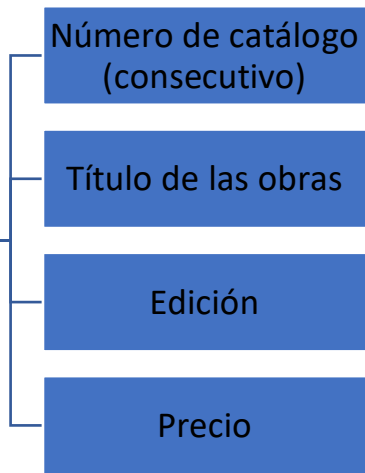 Número de catálogo
(consecutivo)
Título de las obras
Edición
Precio